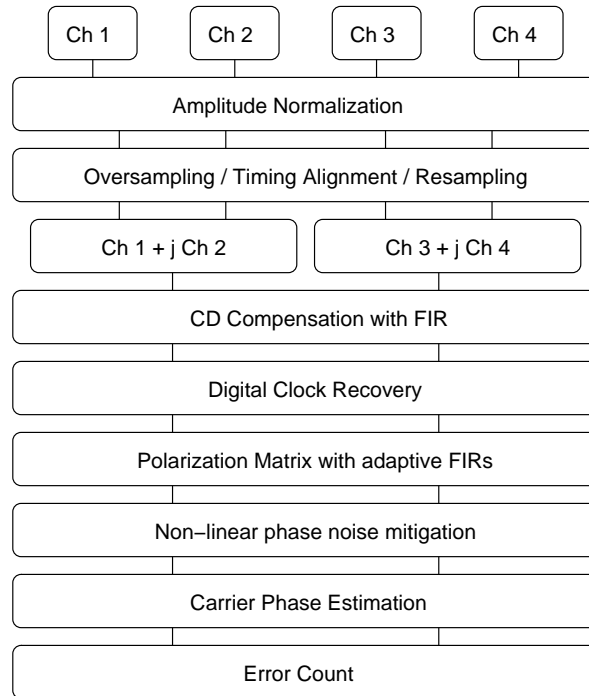 Ch 1 Ch 2 Ch 3 Ch 4
Amplitude Normalization
Oversampling / Timing Alignment / Resampling
Ch 1 + j Ch 2 Ch 3 + j Ch 4
CD Compensation with FIR
Digital Clock Recovery
Polarization Matrix with adaptive FIRs
Non−linear phase noise mitigation
Carrier Phase Estimation
Error Count